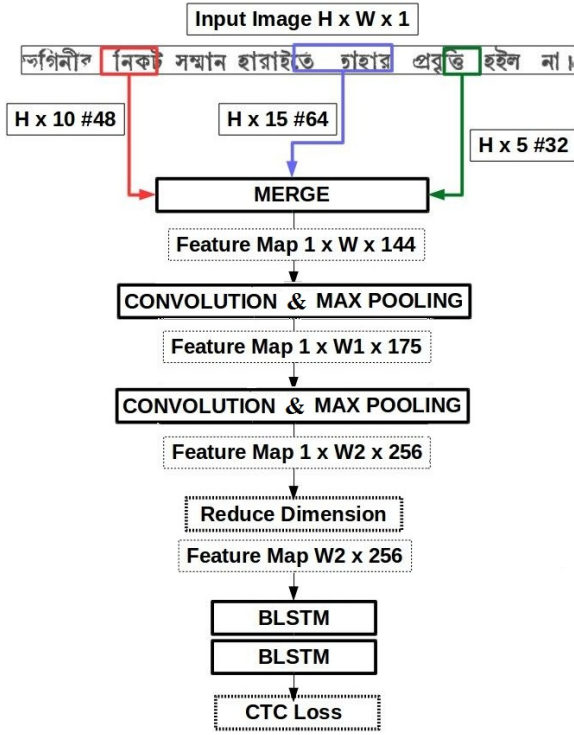 Input Image H x W x 1
নিকট সম্মান হারাইতে তাহার প্রবৃত্তি হইল না।
H x 10 #48
H x 15 #64
H x 5 #32
MERGE
Feature Map 1 x W x 144
CONVOLUTION & MAX POOLING
Feature Map 1 x W1 x 175
CONVOLUTION & MAX POOLING
Feature Map 1 x W2 x 256
Reduce Dimension
Feature Map W2 x 256
BLSTM
BLSTM
CTC Loss